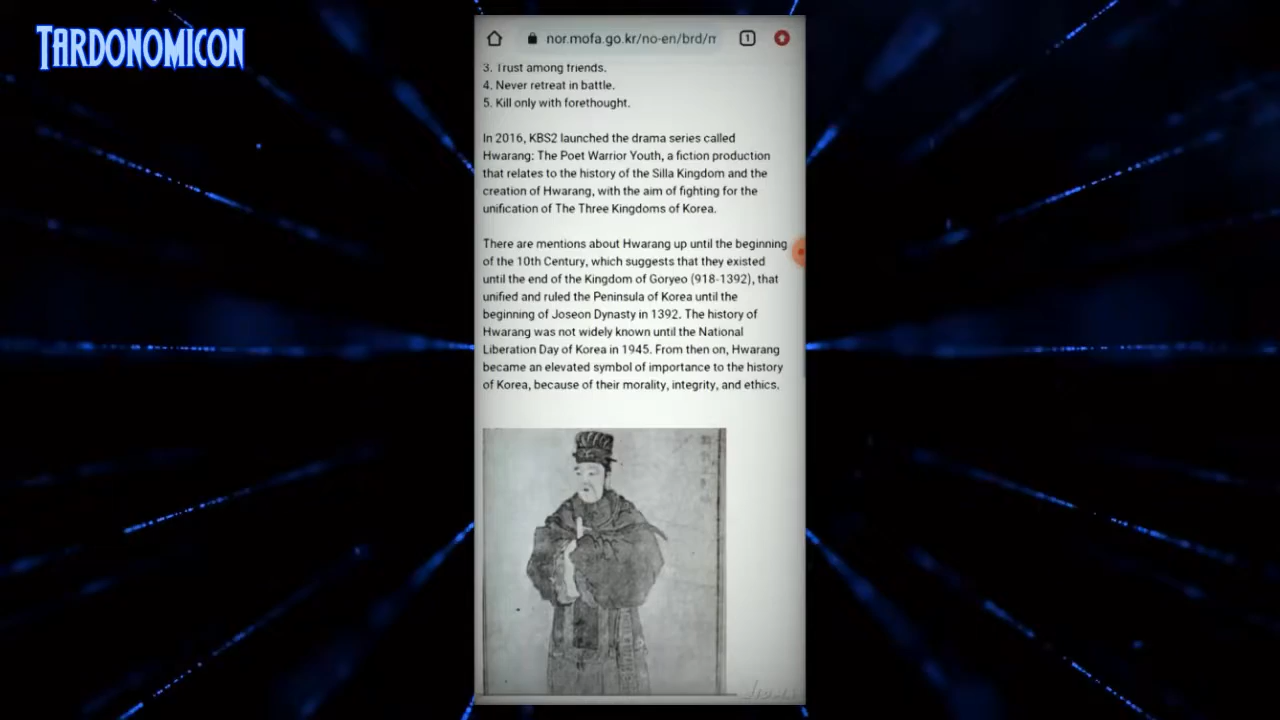 TARDONOMICON
nor.mofa.go.kr/no-en/brd/n
1
3. Trust among friends.
4. Never retreat in battle.
5. Kill only with forethought.
In 2016, KBS2 launched the drama series called
Hwarang: The Poet Warrior Youth, a fiction production
that relates to the history of the Silla Kingdom and the
creation of Hwarang, with the aim of fighting for the
unification of The Three Kingdoms of Korea.
There are mentions about Hwarang up until the beginning
of the 10th Century, which suggests that they existed
until the end of the Kingdom of Goryeo (918-1392), that
unified and ruled the Peninsula of Korea until the
beginning of Joseon Dynasty in 1392. The history of
Hwarang was not widely known until the National
Liberation Day of Korea in 1945. From then on, Hwarang
became an elevated symbol of importance to the history
of Korea, because of their morality, integrity, and ethics.